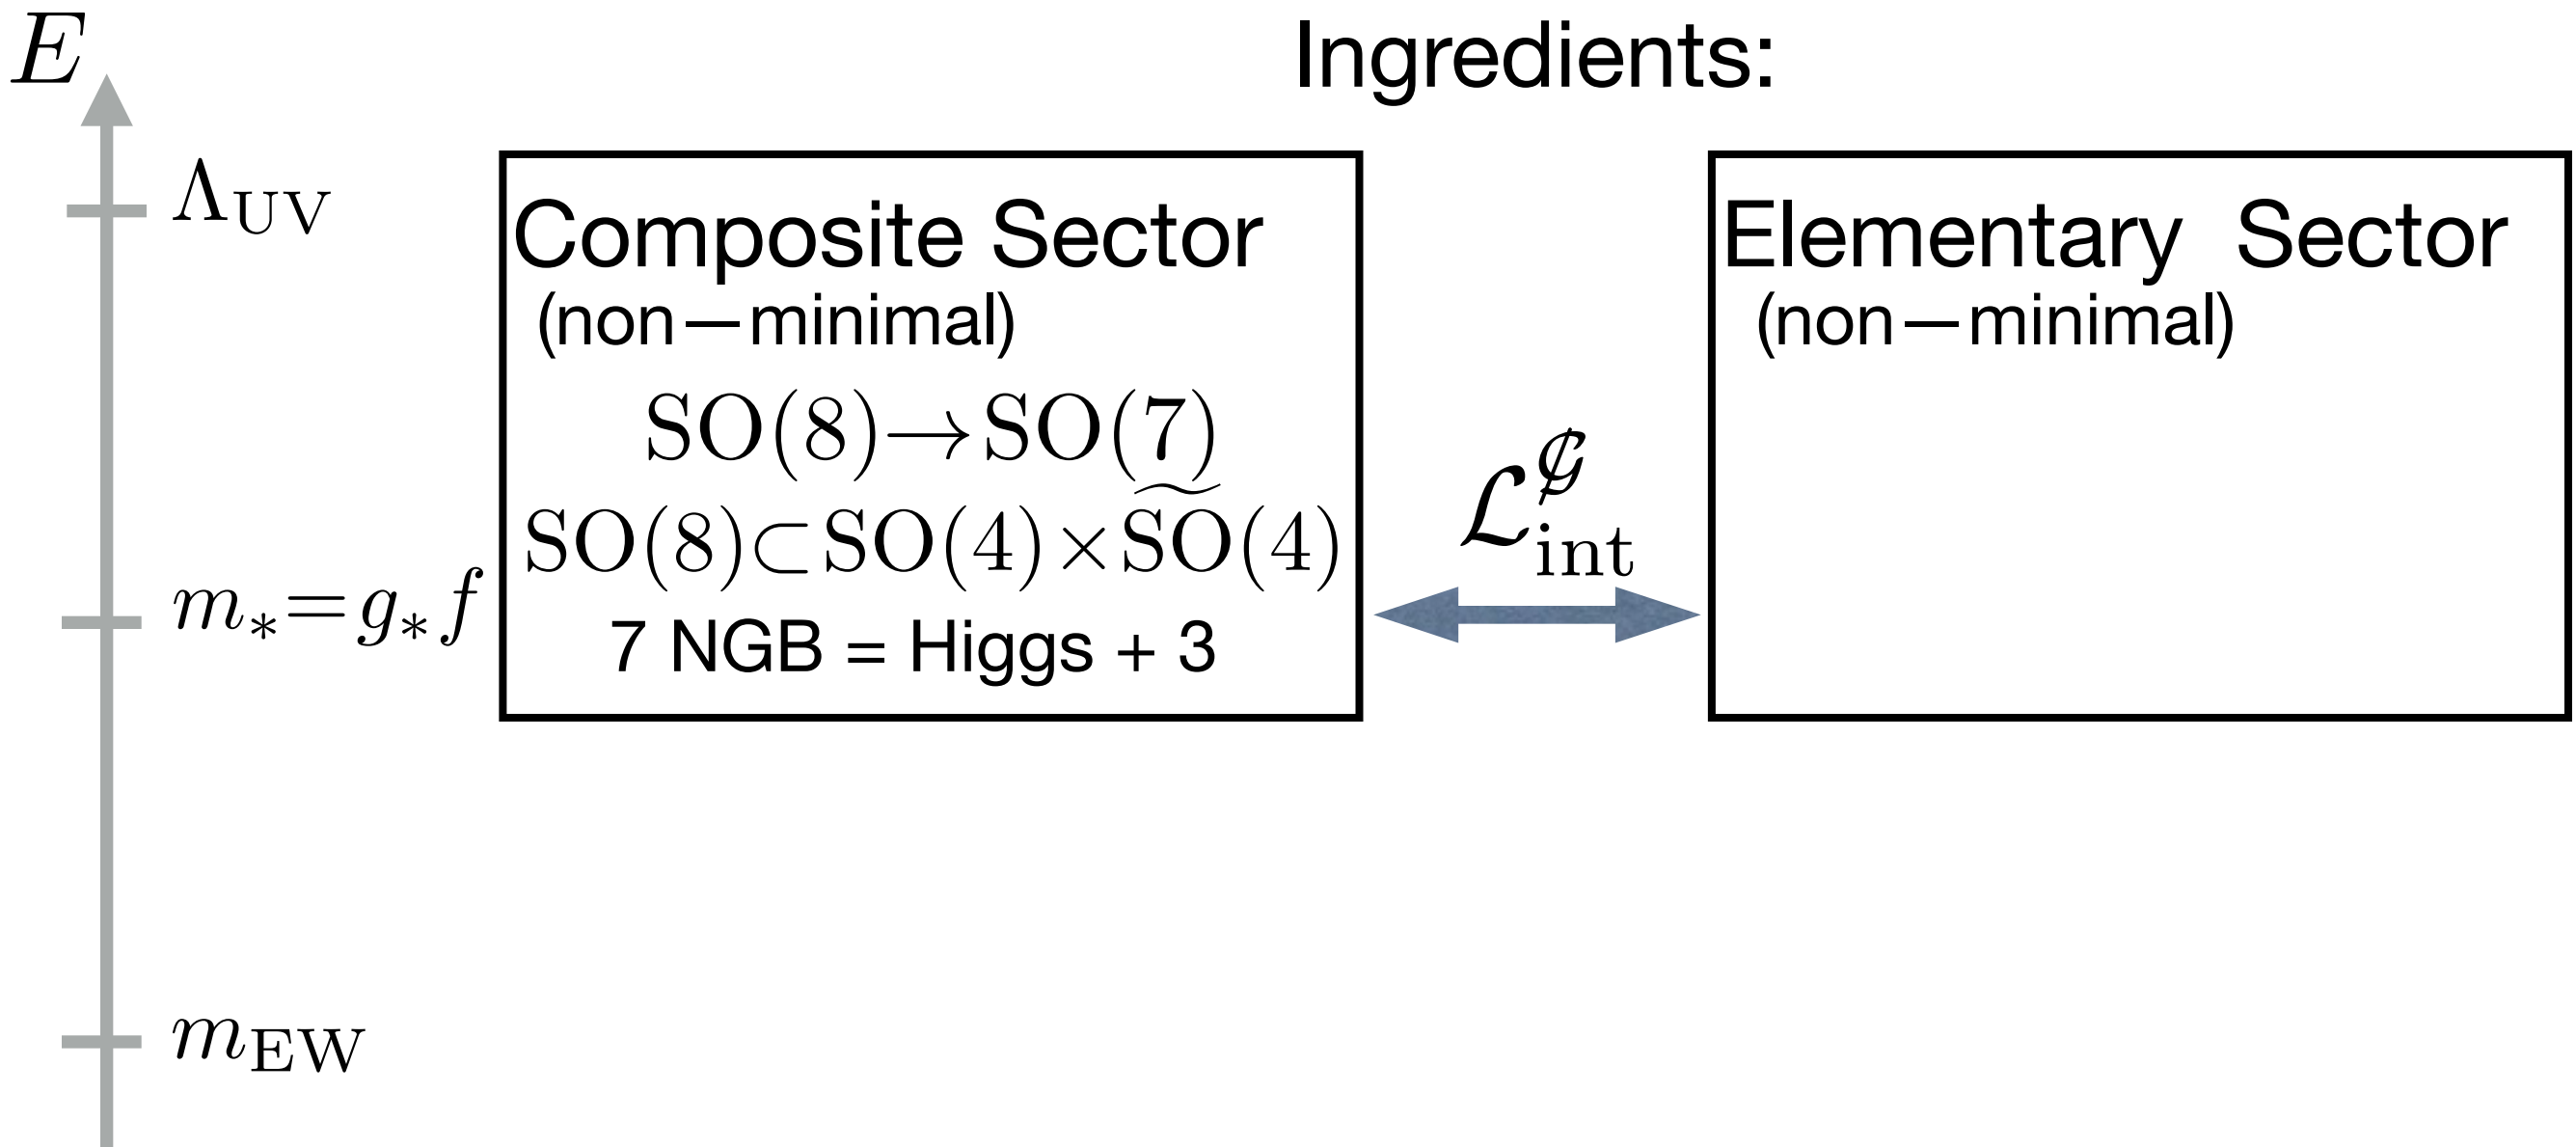 E
Ingredients:
Λ_UV
m_*=g_*f
m_EW
Composite Sector
(non—minimal)
SO(8)→SO(7)
SO(8)⊂SO(4)×S͠O(4)
7 NGB = Higgs + 3
ℒ_int^𝒢̸
Elementary Sector
(non—minimal)